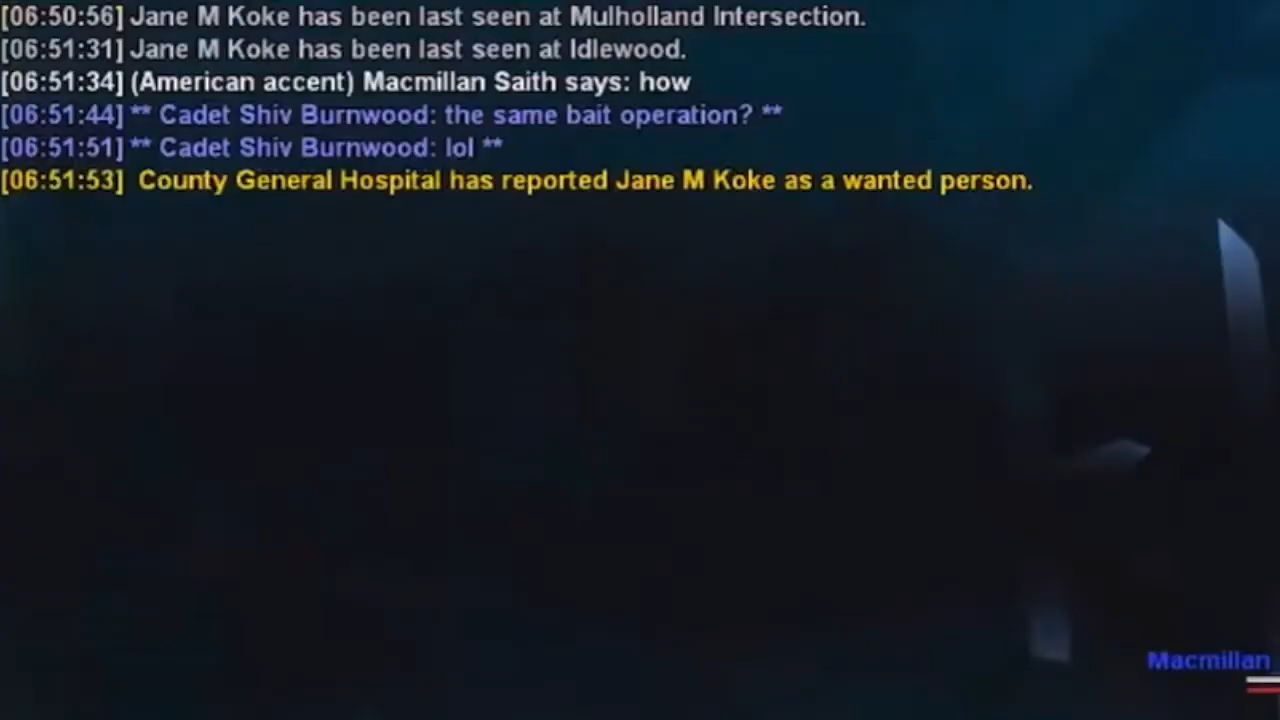 [06:50:56] Jane M Koke has been last seen at Mulholland Intersection.
[06:51:31] Jane M Koke has been last seen at Idlewood.
[06:51:34] (American accent) Macmillan Saith says: how
[06:51:44] ** Cadet Shiv Burnwood: the same bait operation? **
[06:51:51] ** Cadet Shiv Burnwood: lol **
[06:51:53] County General Hospital has reported Jane M Koke as a wanted person.
Macmillan_